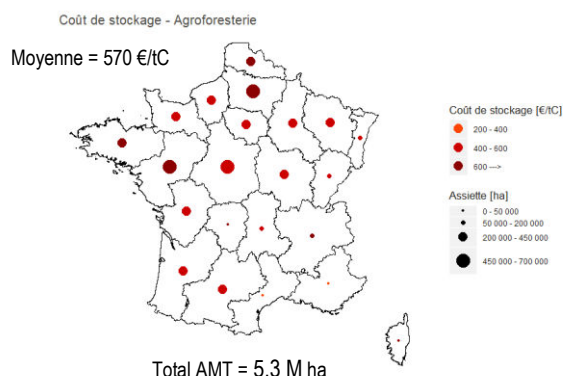 Coût de stockage - Agroforesterie
Moyenne = 570 €/tC
Coût de stockage [€/tC]
200 - 400
400 - 600
600 --->
Assiette [ha]
0 - 50 000
50 000 - 200 000
200 000 - 450 000
450 000 - 700 000
Total AMT = 5.3 M ha